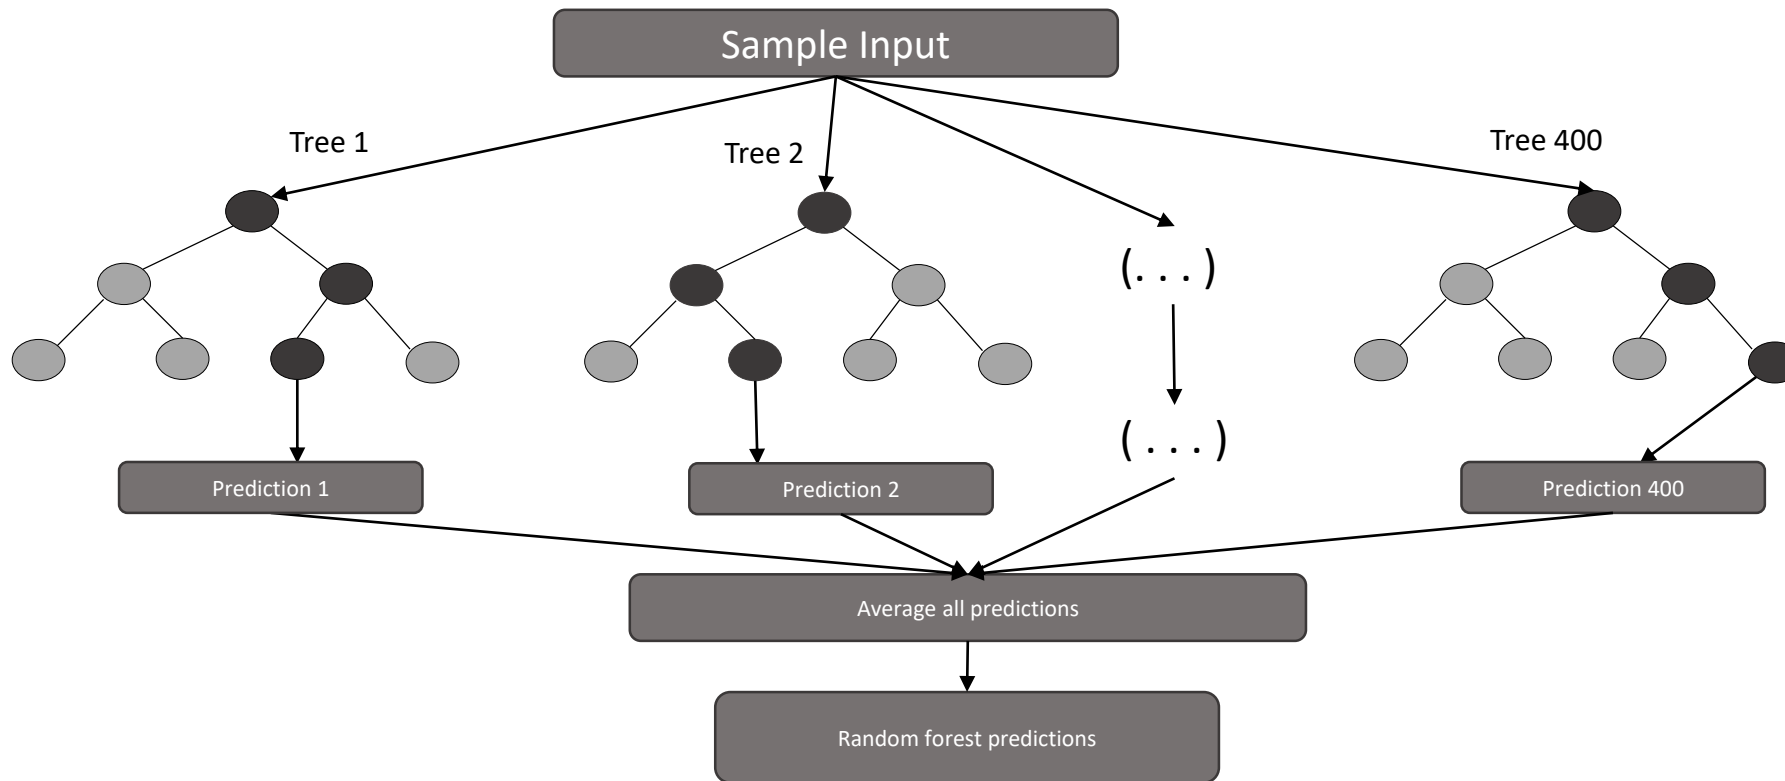 Sample Input
Tree 1
Tree 2
Tree 400
(. . . )
( . . . )
Prediction 1
Prediction 2
Prediction 400
Average all predictions
Random forest predictions